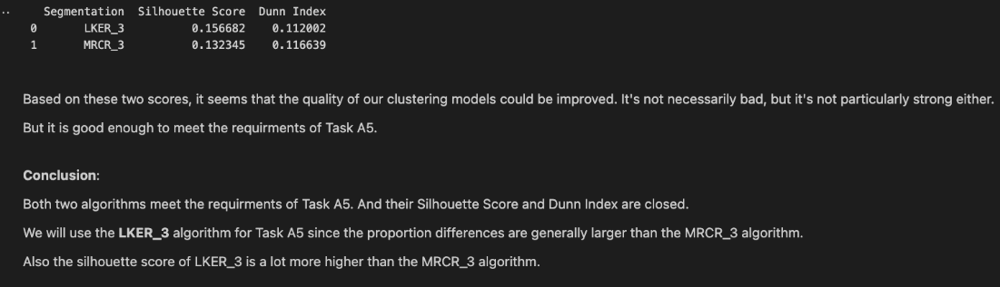 ..
Segmentation Silhouette Score Dunn Index
0 LKER_3 0.156682 0.112002
1 MRCR_3 0.132345 0.116639
Based on these two scores, it seems that the quality of our clustering models could be improved. It's not necessarily bad, but it's not particularly strong either.
But it is good enough to meet the requirments of Task A5.
Conclusion:
Both two algorithms meet the requirments of Task A5. And their Silhouette Score and Dunn Index are closed.
We will use the LKER_3 algorithm for Task A5 since the proportion differences are generally larger than the MRCR_3 algorithm.
Also the silhouette score of LKER_3 is a lot more higher than the MRCR_3 algorithm.